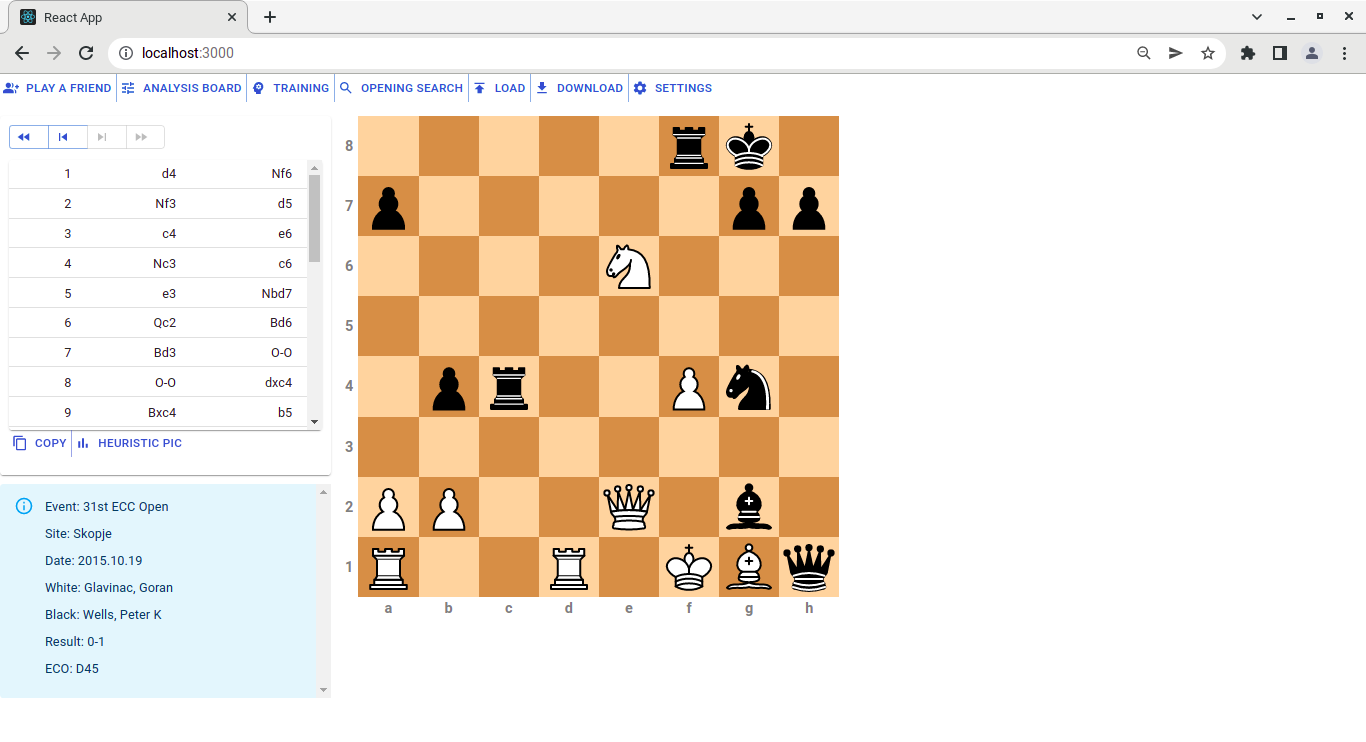 React App
localhost:3000
PLAY A FRIEND ANALYSIS BOARD TRAINING OPENING SEARCH LOAD DOWNLOAD SETTINGS
1 d4 Nf6
2 Nf3 d5
3 c4 e6
4 Nc3 c6
5 e3 Nbd7
6 Qc2 Bd6
7 Bd3 O-O
8 O-O dxc4
9 Bxc4 b5
COPY HEURISTIC PIC
Event: 31st ECC Open
Site: Skopje
Date: 2015.10.19
White: Glavinac, Goran
Black: Wells, Peter K
Result: 0-1
ECO: D45
8
7
6
5
4
3
2
1
a b c d e f g h